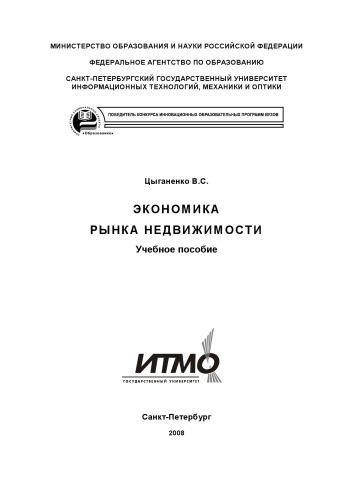 МИНИСТЕРСТВО ОБРАЗОВАНИЯ И НАУКИ РОССИЙСКОЙ ФЕДЕРАЦИИ
ФЕДЕРАЛЬНОЕ АГЕНТСТВО ПО ОБРАЗОВАНИЮ
САНКТ-ПЕТЕРБУРГСКИЙ ГОСУДАРСТВЕННЫЙ УНИВЕРСИТЕТ
ИНФОРМАЦИОННЫХ ТЕХНОЛОГИЙ, МЕХАНИКИ И ОПТИКИ
ПОБЕДИТЕЛЬ КОНКУРСА ИННОВАЦИОННЫХ ОБРАЗОВАТЕЛЬНЫХ ПРОГРАММ ВУЗОВ
«Образование»
Цыганенко В.С.
ЭКОНОМИКА
РЫНКА НЕДВИЖИМОСТИ
Учебное пособие
ИТМО
ГОСУДАРСТВЕННЫЙ УНИВЕРСИТЕТ
Санкт-Петербург
2008